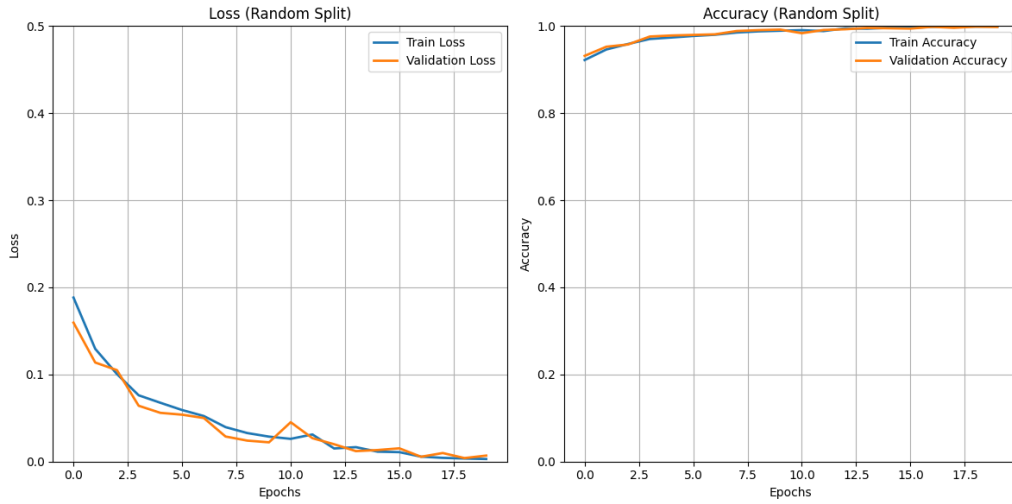 Loss (Random Split)
0.5
0.4
0.3
0.2
0.1
0.0
Loss
Train Loss
Validation Loss
0.0 2.5 5.0 7.5 10.0 12.5 15.0 17.5
Epochs
Accuracy (Random Split)
1.0
0.8
0.6
0.4
0.2
0.0
Accuracy
Train Accuracy
Validation Accuracy
0.0 2.5 5.0 7.5 10.0 12.5 15.0 17.5
Epochs